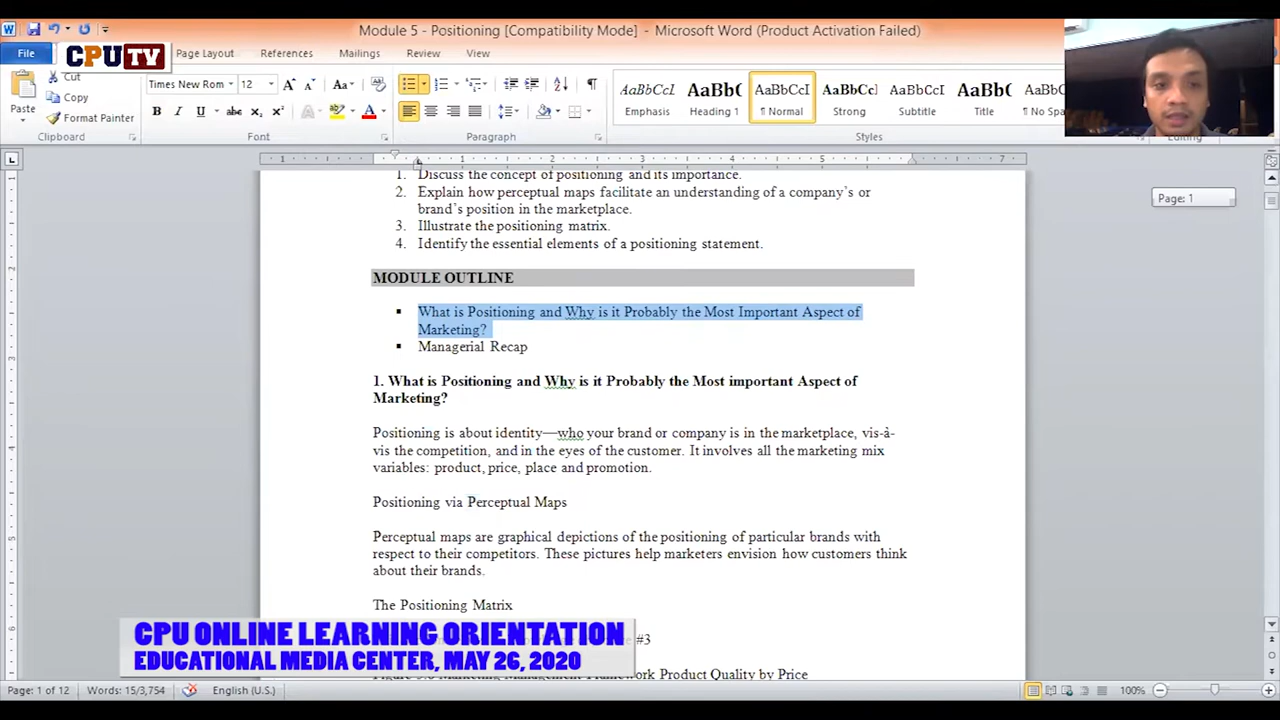 Module 5 - Positioning [Compatibility Mode] - Microsoft Word (Product Activation Failed)
File
CPUTV
Page Layout
References
Mailings
Review
View
Cut
Copy
Format Painter
Paste
Times New Rom
12
Clipboard
Font
Paragraph
Styles
AaBbCcI
Emphasis
AaBb(
Heading 1
AaBbCcI
¶ Normal
AaBbCc
Strong
AaBbCcI
Subtitle
AaBb(
Title
¶ No Spa
Page: 1
1. Discuss the concept of positioning and its importance.
2. Explain how perceptual maps facilitate an understanding of a company's or
brand's position in the marketplace.
3. Illustrate the positioning matrix.
4. Identify the essential elements of a positioning statement.
MODULE OUTLINE
▪ What is Positioning and Why is it Probably the Most Important Aspect of
Marketing?
▪ Managerial Recap
1. What is Positioning and Why is it Probably the Most important Aspect of
Marketing?
Positioning is about identity—who your brand or company is in the marketplace, vis-à-
vis the competition, and in the eyes of the customer. It involves all the marketing mix
variables: product, price, place and promotion.
Positioning via Perceptual Maps
Perceptual maps are graphical depictions of the positioning of particular brands with
respect to their competitors. These pictures help marketers envision how customers think
about their brands.
The Positioning Matrix
#3
CPU ONLINE LEARNING ORIENTATION
EDUCATIONAL MEDIA CENTER, MAY 26, 2020
Product Quality by Price
Page: 1 of 12
Words: 15/3,754
English (U.S.)
100%